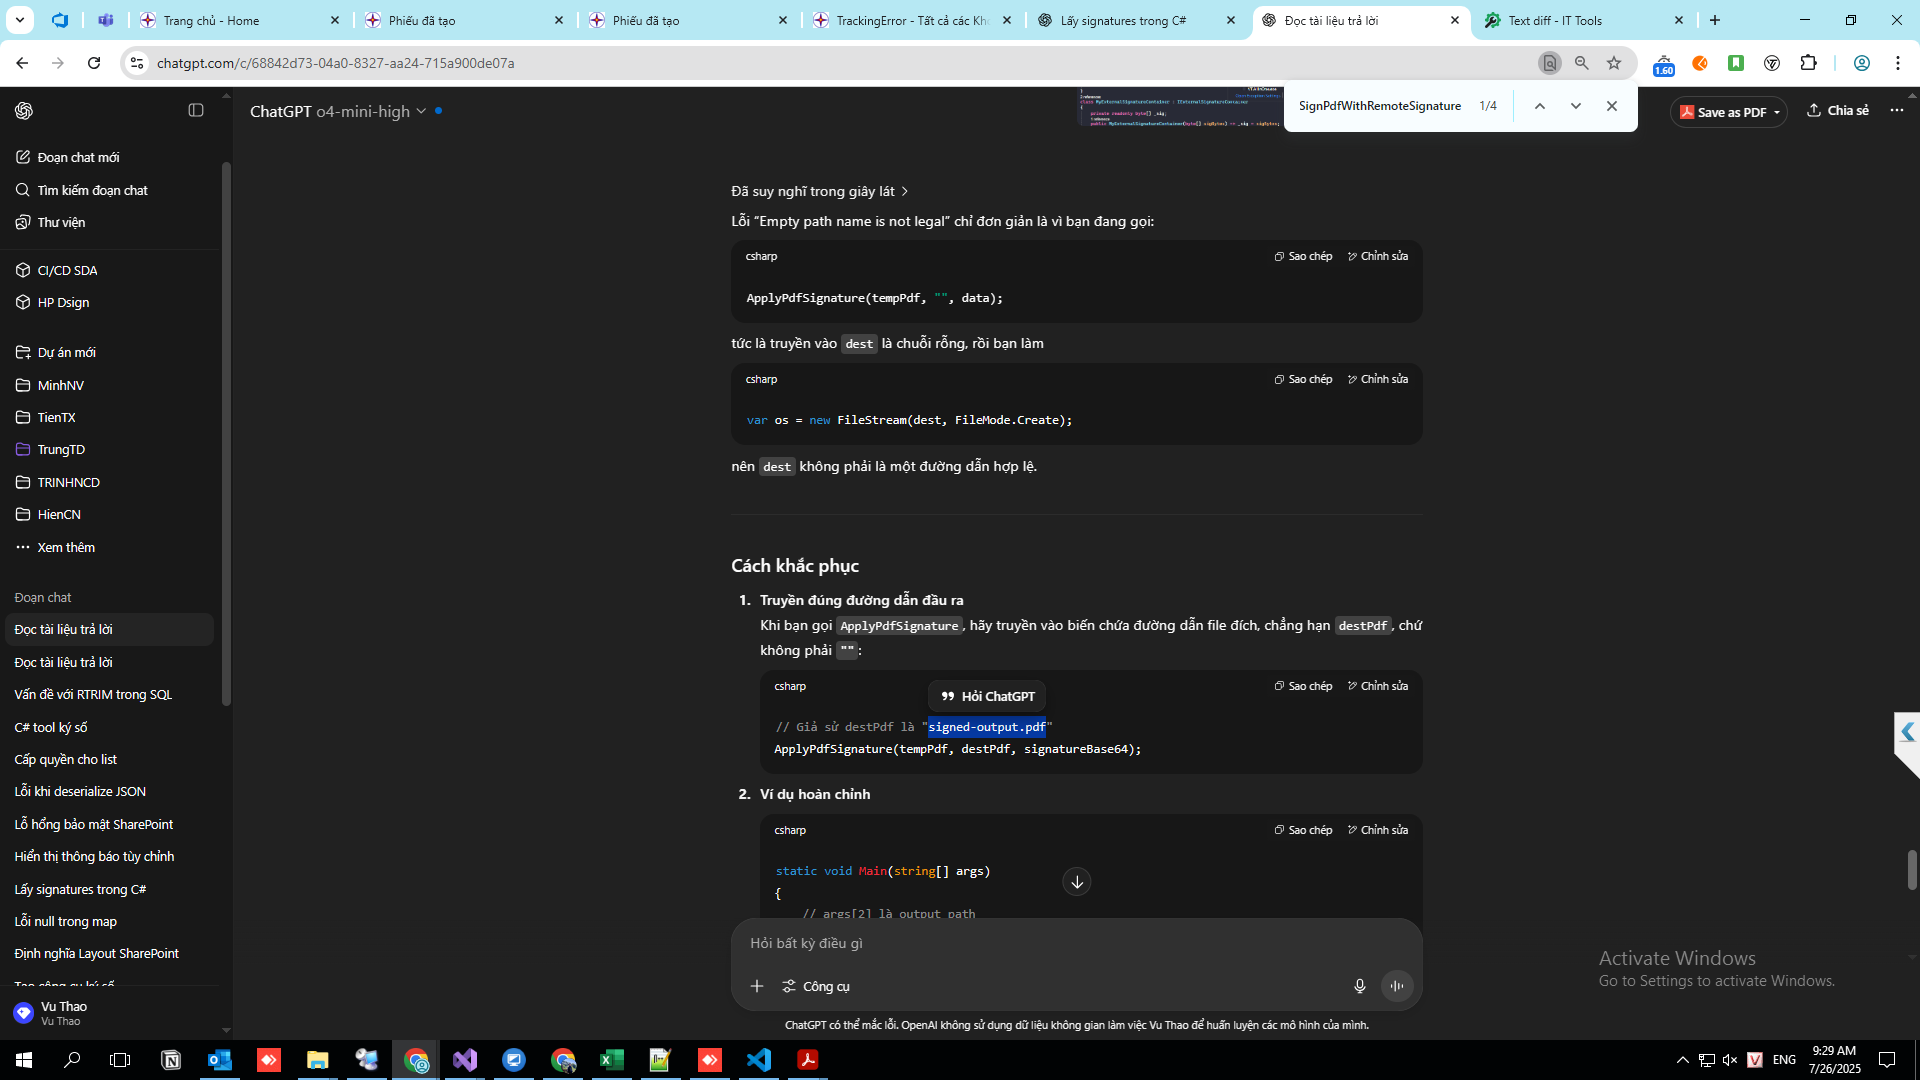 Trang chủ - Home
Phiếu đã tạo
Phiếu đã tạo
TrackingError - Tất cả các Kho
Lấy signatures trong C#
Đọc tài liệu trả lời
Text diff - IT Tools
chatgpt.com/c/68842d73-04a0-8327-aa24-715a900de07a
1.60
SignPdfWithRemoteSignature 1/4
ChatGPT o4-mini-high
Save as PDF
Chia sẻ
Đoạn chat mới
Tìm kiếm đoạn chat
Thư viện
CI/CD SDA
HP Dsign
Dự án mới
MinhNV
TienTX
TrungTD
TRINHNCD
HienCN
Xem thêm
Đoạn chat
Đọc tài liệu trả lời
Đọc tài liệu trả lời
Vấn đề với RTRIM trong SQL
C# tool ký số
Cấp quyền cho list
Lỗi khi deserialize JSON
Lỗ hổng bảo mật SharePoint
Hiển thị thông báo tùy chỉnh
Lấy signatures trong C#
Lỗi null trong map
Định nghĩa Layout SharePoint
Tạo công cụ ký số
Vu Thao
Vu Thao
Đã suy nghĩ trong giây lát
Lỗi “Empty path name is not legal” chỉ đơn giản là vì bạn đang gọi:
csharp
Sao chép Chỉnh sửa
ApplyPdfSignature(tempPdf, "", data);
tức là truyền vào dest là chuỗi rỗng, rồi bạn làm
csharp
Sao chép Chỉnh sửa
var os = new FileStream(dest, FileMode.Create);
nên dest không phải là một đường dẫn hợp lệ.
Cách khắc phục
1. Truyền đúng đường dẫn đầu ra
Khi bạn gọi ApplyPdfSignature, hãy truyền vào biến chứa đường dẫn file đích, chẳng hạn destPdf, chứ
không phải "":
csharp
Sao chép Chỉnh sửa
Hỏi ChatGPT
// Giả sử destPdf là "signed-output.pdf"
ApplyPdfSignature(tempPdf, destPdf, signatureBase64);
2. Ví dụ hoàn chỉnh
csharp
Sao chép Chỉnh sửa
static void Main(string[] args)
{
// args[2] là output path
Hỏi bất kỳ điều gì
Công cụ
ChatGPT có thể mắc lỗi. OpenAI không sử dụng dữ liệu không gian làm việc Vu Thao để huấn luyện các mô hình của mình.
Activate Windows
Go to Settings to activate Windows.
ENG
9:29 AM
7/26/2025